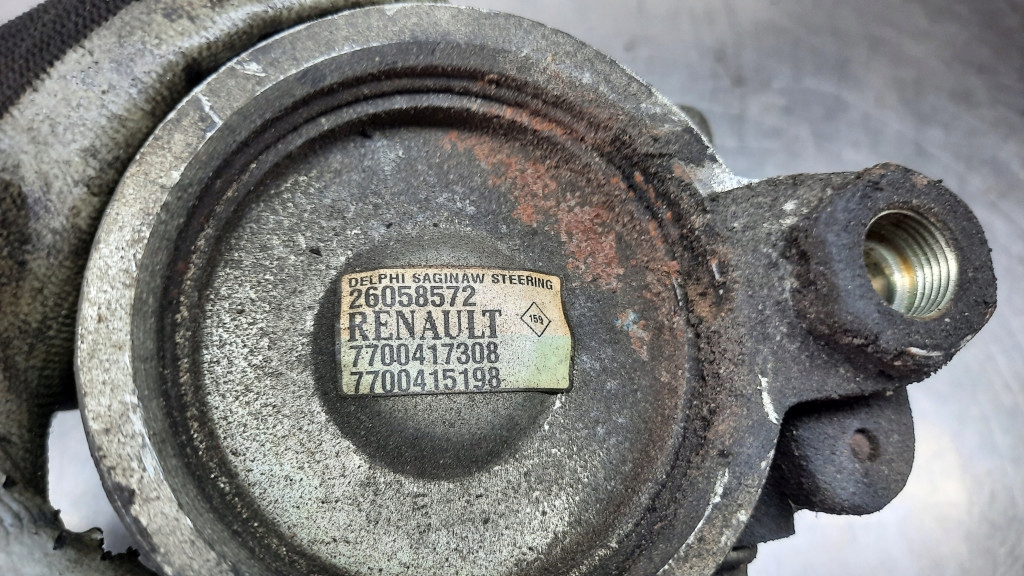 DELPHI SAGINAW STEERING
26058572
RENAULT
159
7700417308
7700415198